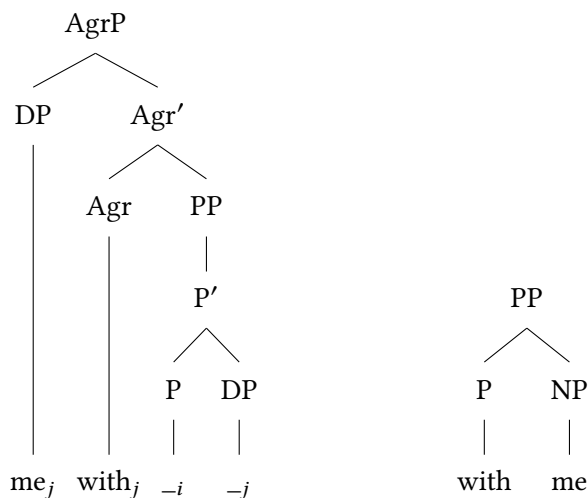 AgrP
DP Agr′
Agr PP
P′ PP
P DP P NP
me_j with_j _i _j with me